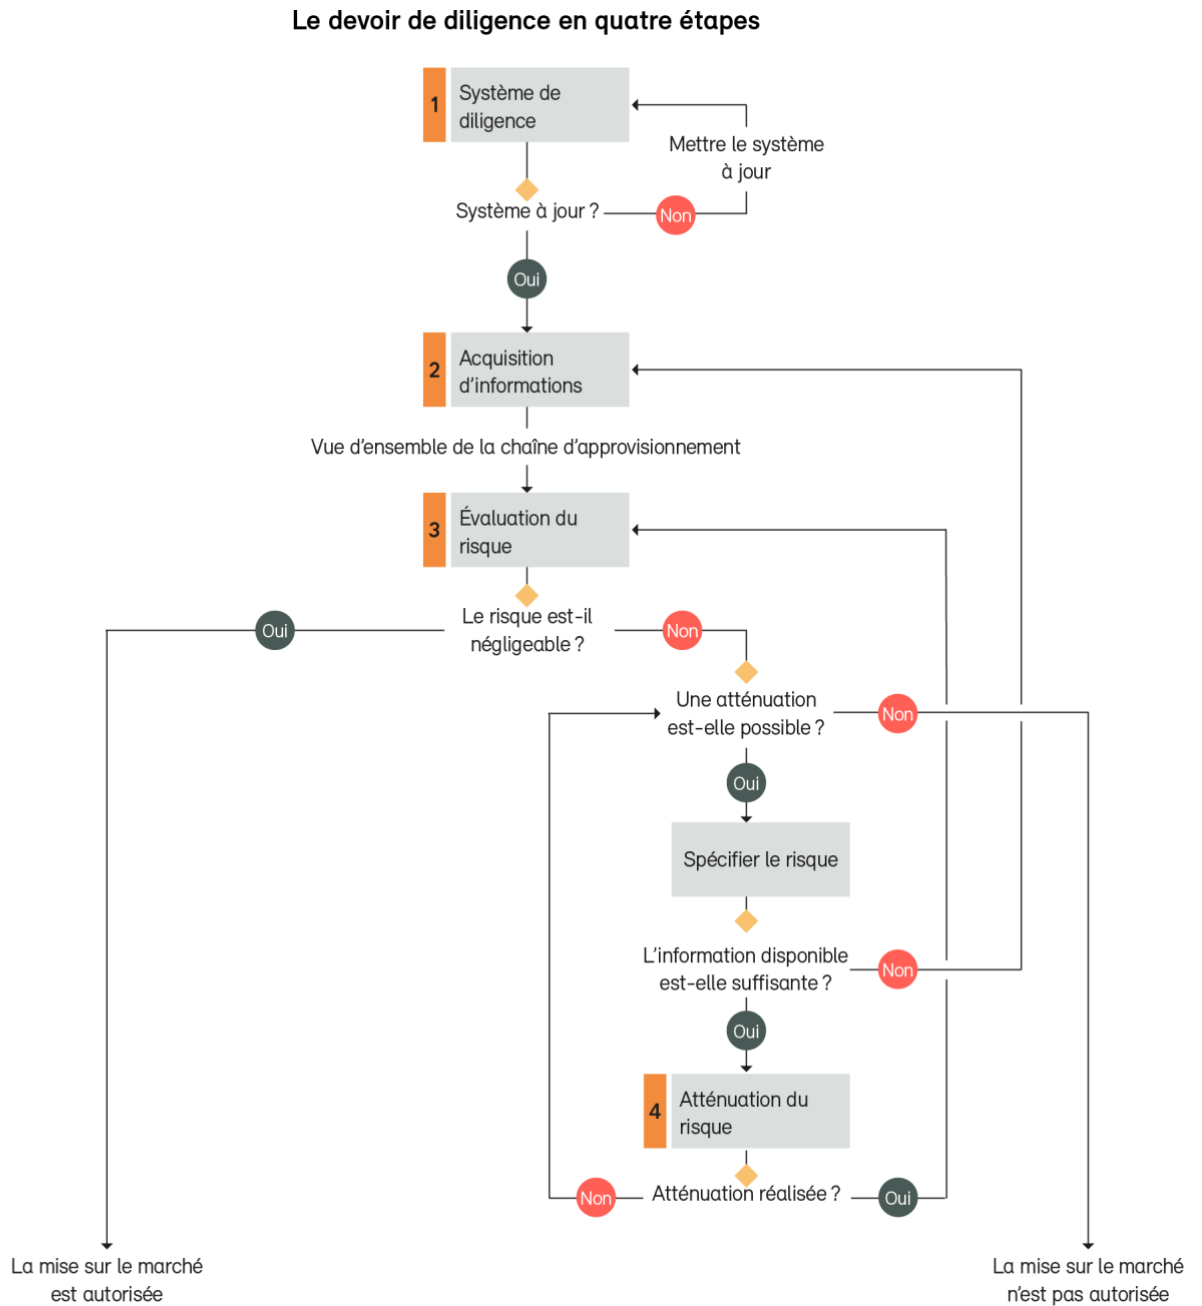 Le devoir de diligence en quatre étapes
1
Système de
diligence
Mettre le système
à jour
Système à jour ?
Non
Oui
2
Acquisition
d’informations
Vue d’ensemble de la chaîne d’approvisionnement
3
Évaluation du
risque
Oui
Le risque est-il
négligeable ?
Non
Une atténuation
est-elle possible ?
Non
Oui
Spécifier le risque
L’information disponible
est-elle suffisante ?
Non
Oui
4
Atténuation du
risque
Non
Atténuation réalisée ?
Oui
La mise sur le marché
est autorisée
La mise sur le marché
n’est pas autorisée